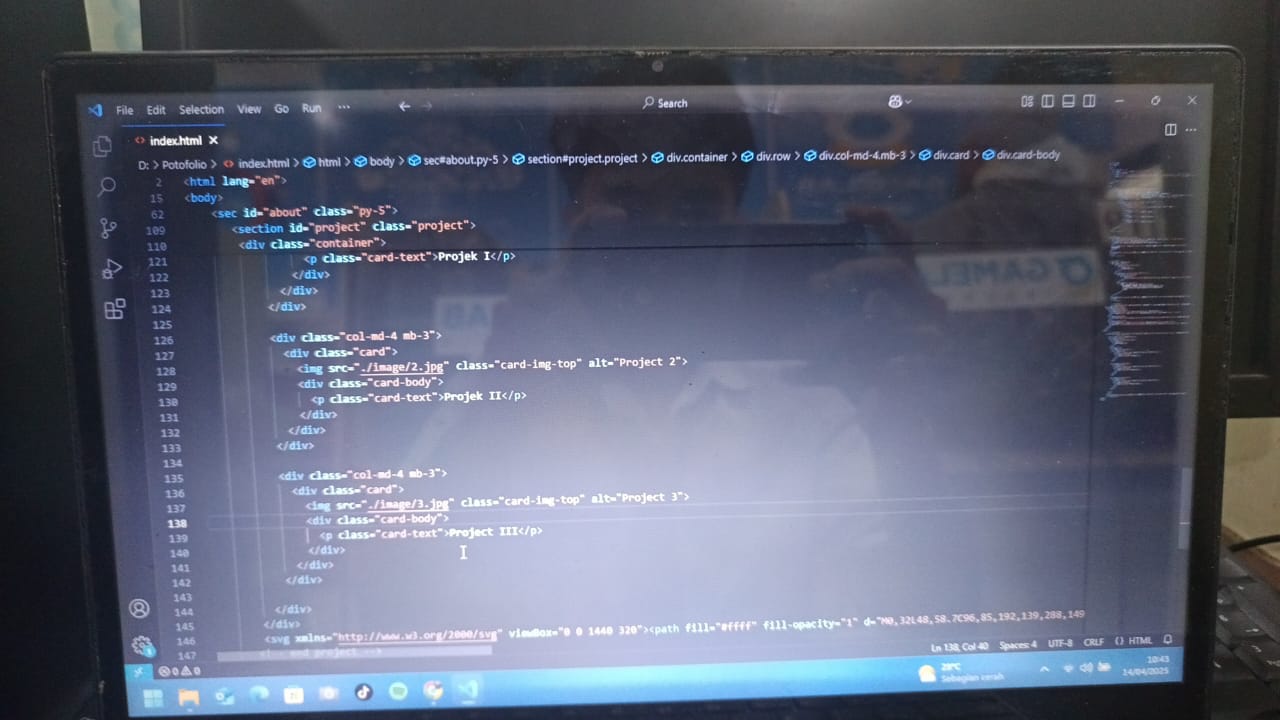 File Edit Selection View Go Run ... Search
index.html
D: > Potofolio > index.html > html > body > sec#about.py-5 > section#project.project > div.container > div.row > div.col-md-4.mb-3 > div.card > div.card-body
2 <html lang="en">
15 <body>
62 <sec id="about" class="py-5">
109 <section id="project" class="project">
110 <div class="container">
121 <p class="card-text">Projek I</p>
122 </div>
123 </div>
124 </div>
125
126 <div class="col-md-4 mb-3">
127 <div class="card">
128 <img src="./image/2.jpg" class="card-img-top" alt="Project 2">
129 <div class="card-body">
130 <p class="card-text">Projek II</p>
131 </div>
132 </div>
133 </div>
134
135 <div class="col-md-4 mb-3">
136 <div class="card">
137 <img src="./image/3.jpg" class="card-img-top" alt="Project 3">
138 <div class="card-body">
139 <p class="card-text">Project III</p>
140 </div>
141 </div>
142 </div>
143
144 </div>
145 </div>
146 <svg xmlns="http://www.w3.org/2000/svg" viewBox="0 0 1440 320"><path fill="#ffff" fill-opacity="1" d="M0,32L48,58.7C96,85,192,139,288,149
147 <!-- end project -->
0 0 Ln 138, Col 40 Spaces: 4 UTF-8 CRLF {} HTML
29°C
Sebagian cerah
10:43
14/04/2025